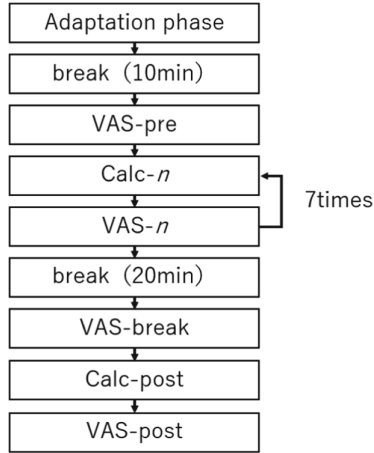 Adaptation phase
break（10min）
VAS-pre
Calc-n
7times
VAS-n
break（20min）
VAS-break
Calc-post
VAS-post